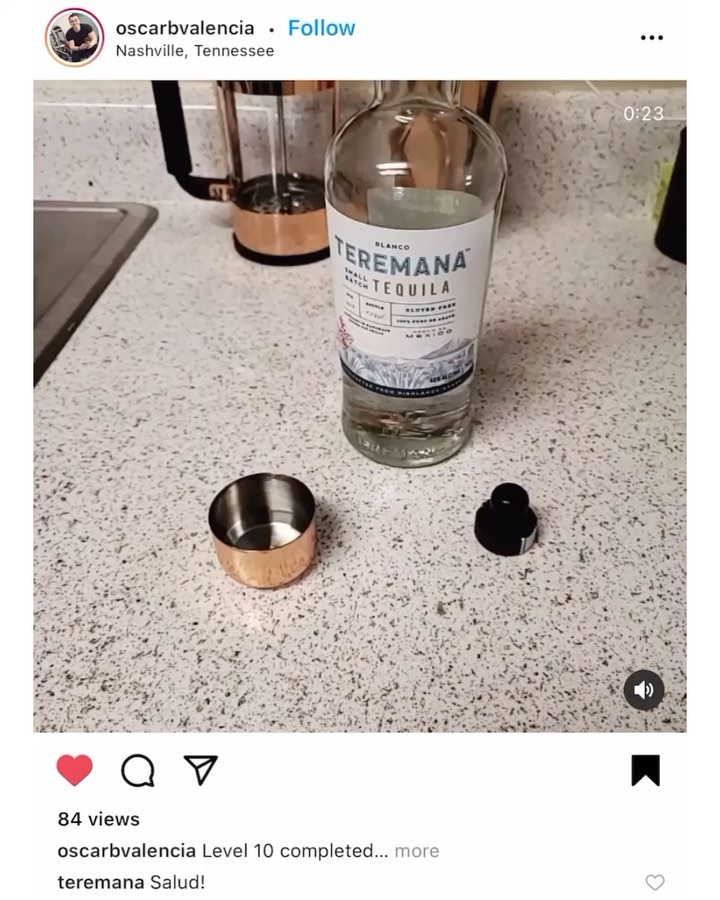 oscarbvalencia • Follow
Nashville, Tennessee
0:23
BLANCO
TEREMANA™
SMALL BATCH TEQUILA
GLUTEN FREE
MEXICO
TEREMANA
84 views
oscarbvalencia Level 10 completed... more
teremana Salud!